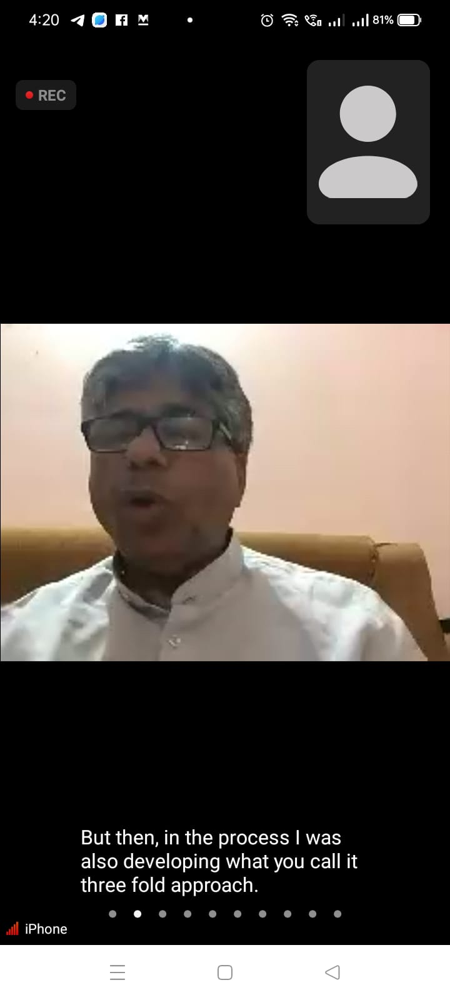 4:20
81%
REC
But then, in the process I was
also developing what you call it
three fold approach.
iPhone